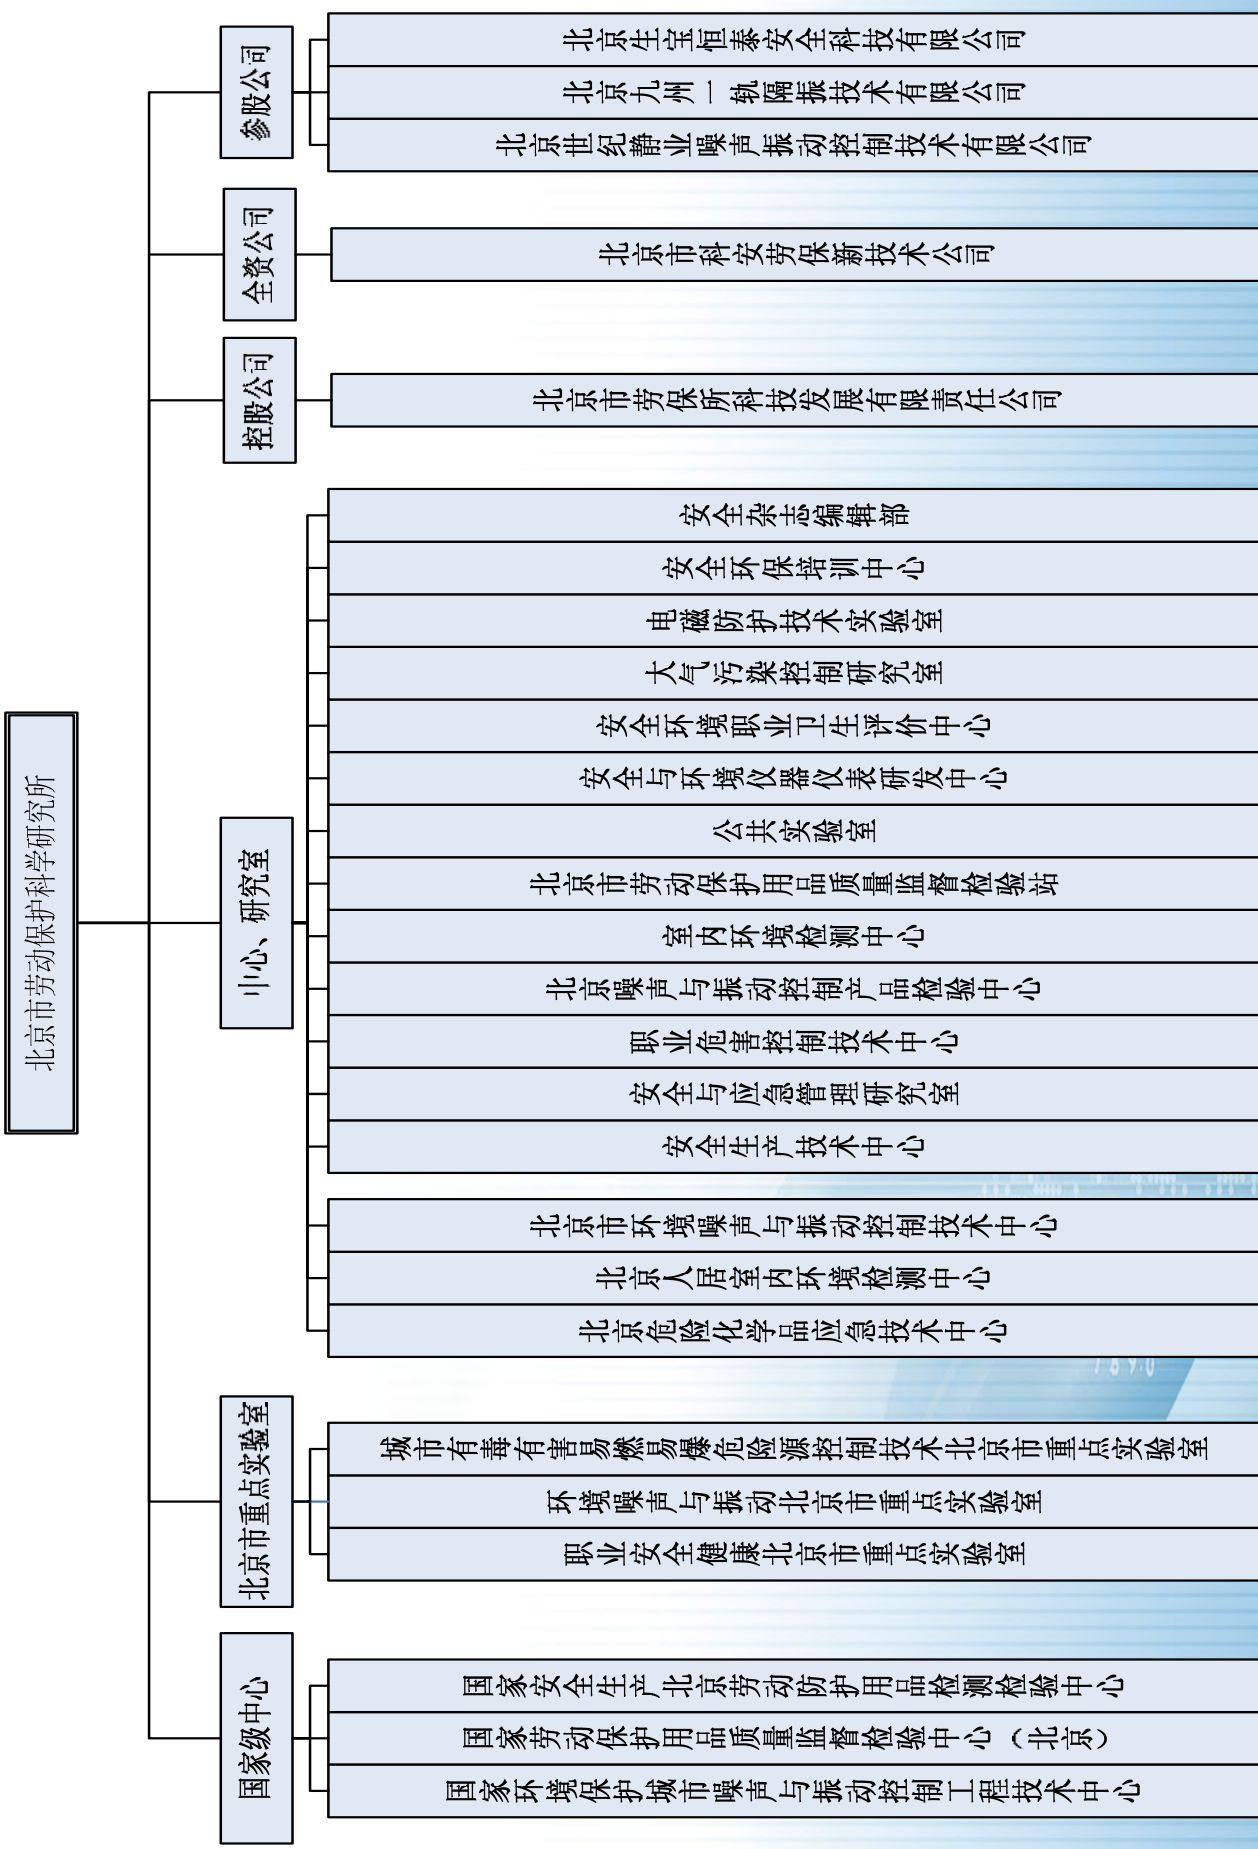 北京市劳动保护科学研究所
国家级中心
国家环境保护城市噪声与振动控制工程技术中心
国家劳动保护用品质量监督检验中心（北京）
国家安全生产北京劳动防护用品检测检验中心
北京市重点实验室
职业安全健康北京市重点实验室
环境噪声与振动北京市重点实验室
城市有毒有害易燃易爆危险源控制技术北京市重点实验室
中心、研究室
北京危险化学品应急技术中心
北京人居室内环境检测中心
北京市环境噪声与振动控制技术中心
安全生产技术中心
安全与应急管理研究室
职业危害控制技术中心
北京噪声与振动控制产品检验中心
室内环境检测中心
北京市劳动保护用品质量监督检验站
公共实验室
安全与环境仪器仪表研发中心
安全环境职业卫生评价中心
大气污染控制研究室
电磁防护技术实验室
安全环保培训中心
安全杂志编辑部
控股公司
北京市劳保所科技发展有限责任公司
全资公司
北京市科安劳保新技术公司
参股公司
北京世纪静业噪声振动控制技术有限公司
北京九州一轨隔振技术有限公司
北京生宝恒泰安全科技有限公司